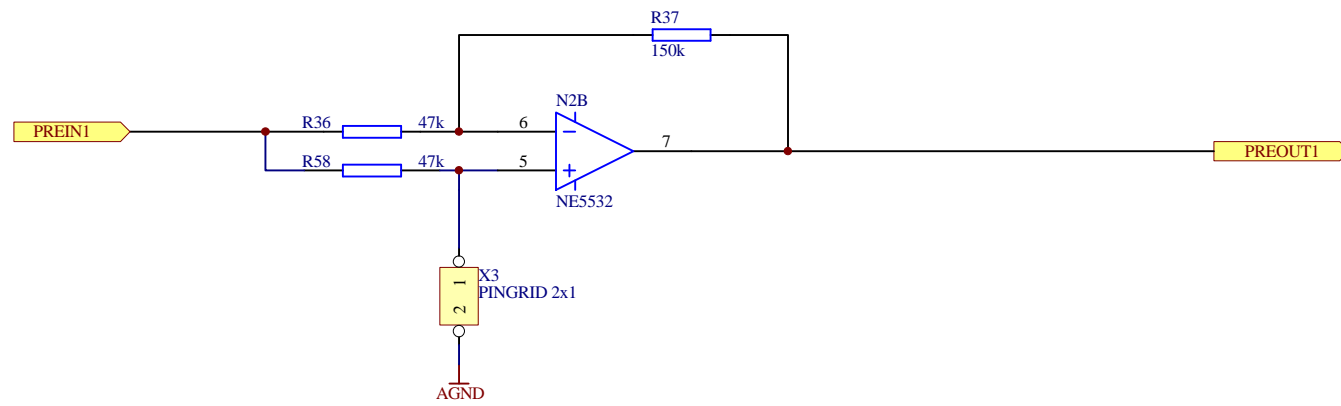 R37
150k
N2B
PREIN1
R36
47k
6
7
PREOUT1
R58
47k
5
NE5532
X3
PINGRID 2x1
1
2
AGND